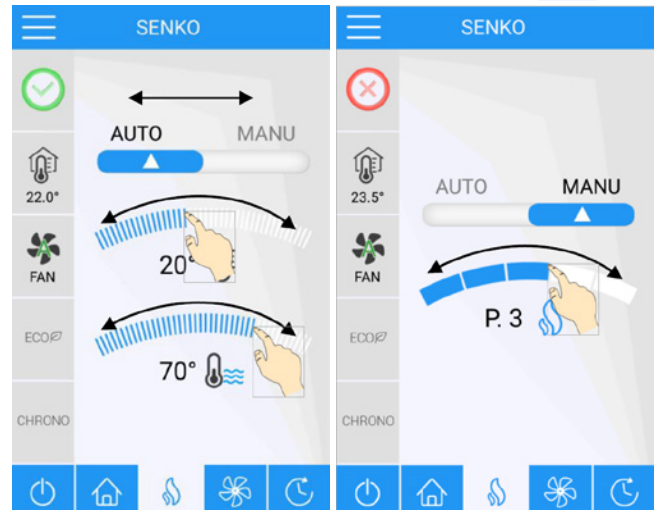 SENKO
AUTO MANU
22.0°
20°
FAN
70°
ECO
CHRONO
SENKO
23.5°
AUTO MANU
FAN
P. 3
ECO
CHRONO